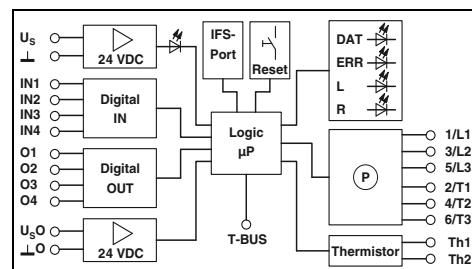 US
⊥
24 VDC
IFS-
Port
Reset
DAT
ERR
L
R
IN1
IN2
IN3
IN4
Digital
IN
Logic
µP
O1
O2
O3
O4
Digital
OUT
P
1/L1
3/L2
5/L3
2/T1
4/T2
6/T3
USO
⊥O
24 VDC
T-BUS
Thermistor
Th1
Th2